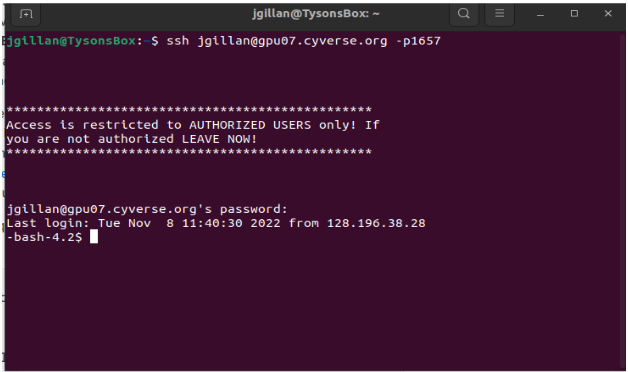 jgillan@TysonsBox: ~
jgillan@TysonsBox:~$ ssh jgillan@gpu07.cyverse.org -p1657
*************************************************
Access is restricted to AUTHORIZED USERS only! If
you are not authorized LEAVE NOW!
*************************************************
jgillan@gpu07.cyverse.org's password:
Last login: Tue Nov  8 11:40:30 2022 from 128.196.38.28
-bash-4.2$